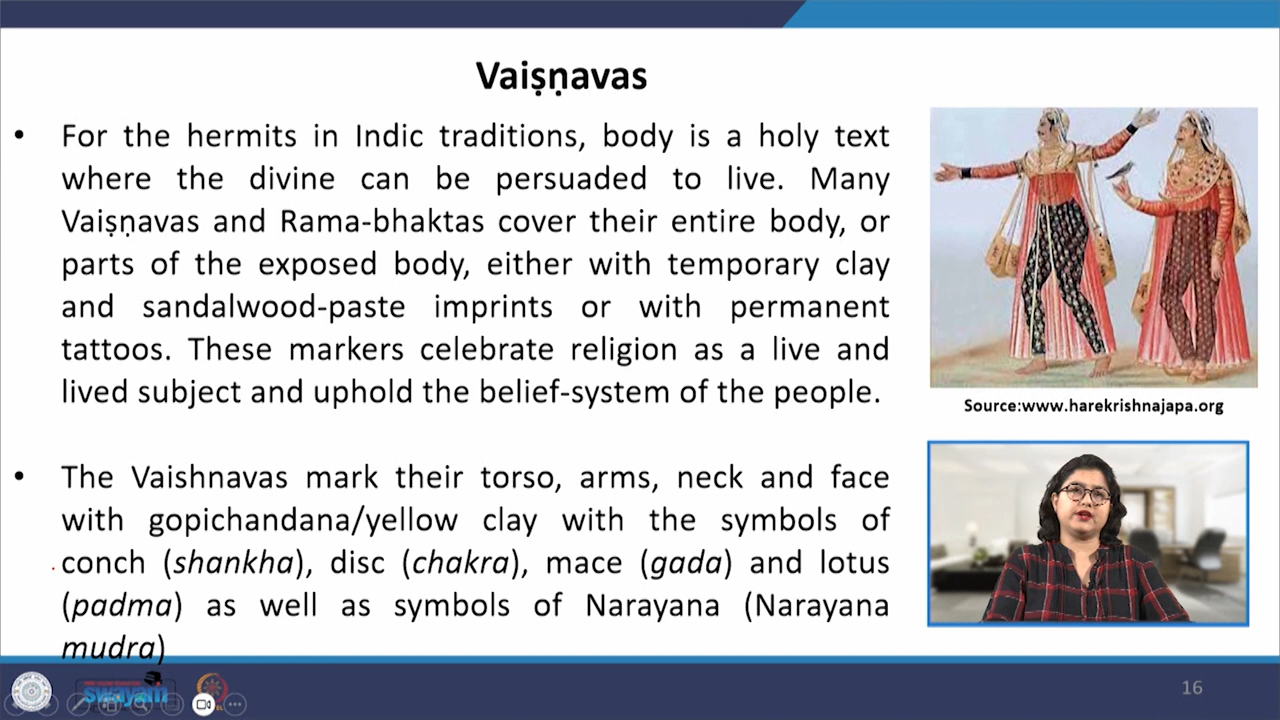 Vaiṣṇavas
• For the hermits in Indic traditions, body is a holy text
where the divine can be persuaded to live. Many
Vaiṣṇavas and Rama-bhaktas cover their entire body, or
parts of the exposed body, either with temporary clay
and sandalwood-paste imprints or with permanent
tattoos. These markers celebrate religion as a live and
lived subject and uphold the belief-system of the people.
Source:www.harekrishnajapa.org
• The Vaishnavas mark their torso, arms, neck and face
with gopichandana/yellow clay with the symbols of
conch (shankha), disc (chakra), mace (gada) and lotus
(padma) as well as symbols of Narayana (Narayana
mudra)
swayam
16